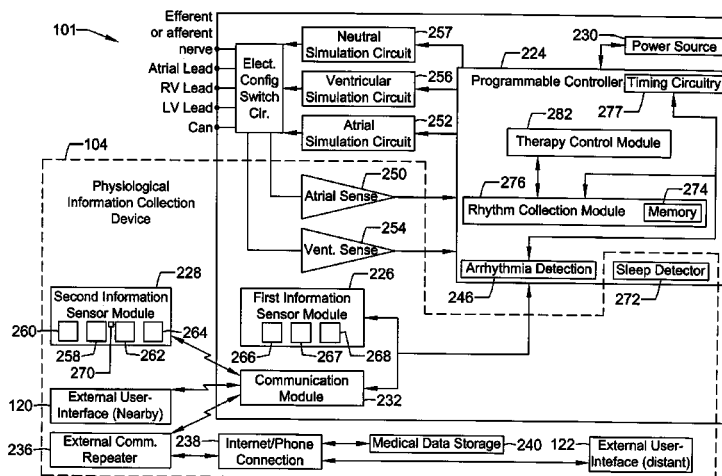 101
Efferent
or afferent
nerve
Atrial Lead
RV Lead
LV Lead
Can
Elect.
Config
Switch
Cir.
Neutral
Simulation Circuit
257
Ventricular
Simulation Circuit
256
Atrial
Simulation Circuit
252
224
230
Power Source
Programmable Controller
Timing Circuitry
277
282
Therapy Control Module
276
274
Rhythm Collection Module
Memory
Arrhythmia Detection
246
Sleep Detector
272
104
Physiological
Information Collection
Device
250
Atrial Sense
254
Vent. Sense
228
Second Information
Sensor Module
260
258
270
262
264
226
First Information
Sensor Module
266
267
268
Communication
Module
232
External User-
Interface (Nearby)
120
External Comm.
Repeater
236
238
Internet/Phone
Connection
Medical Data Storage
240
122
External User-
Interface (distant)